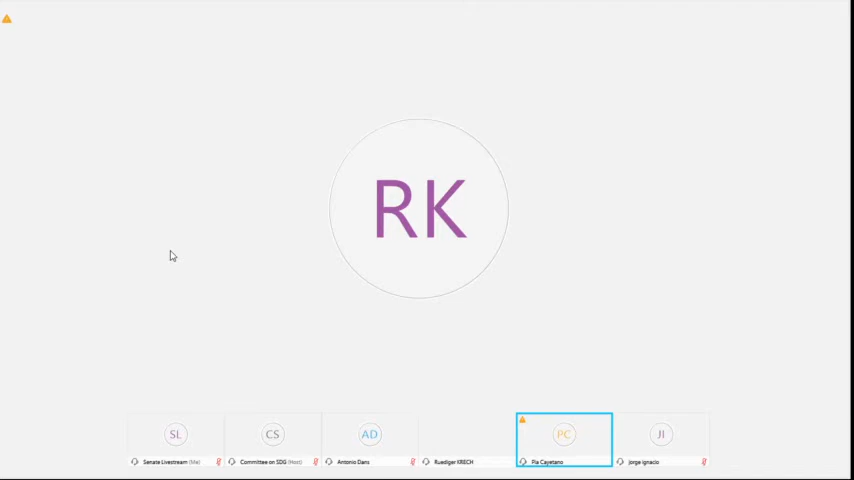 RK
SL
CS
AD
PC
JI
Senate Livestream (Me)
Committee on SDG (Host)
Antonio Dans
Ruediger KRECH
Pia Cayetano
Jorge Ignacio